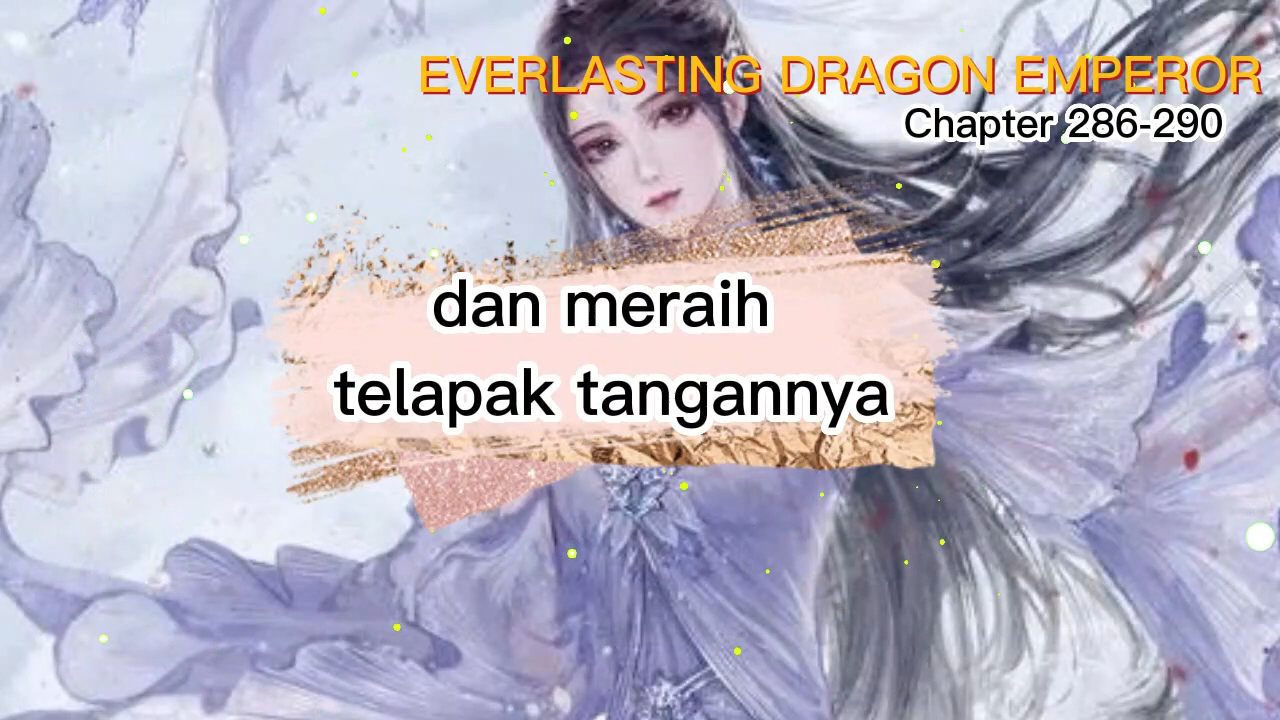 EVERLASTING DRAGON EMPEROR
Chapter 286-290
dan meraih
telapak tangannya